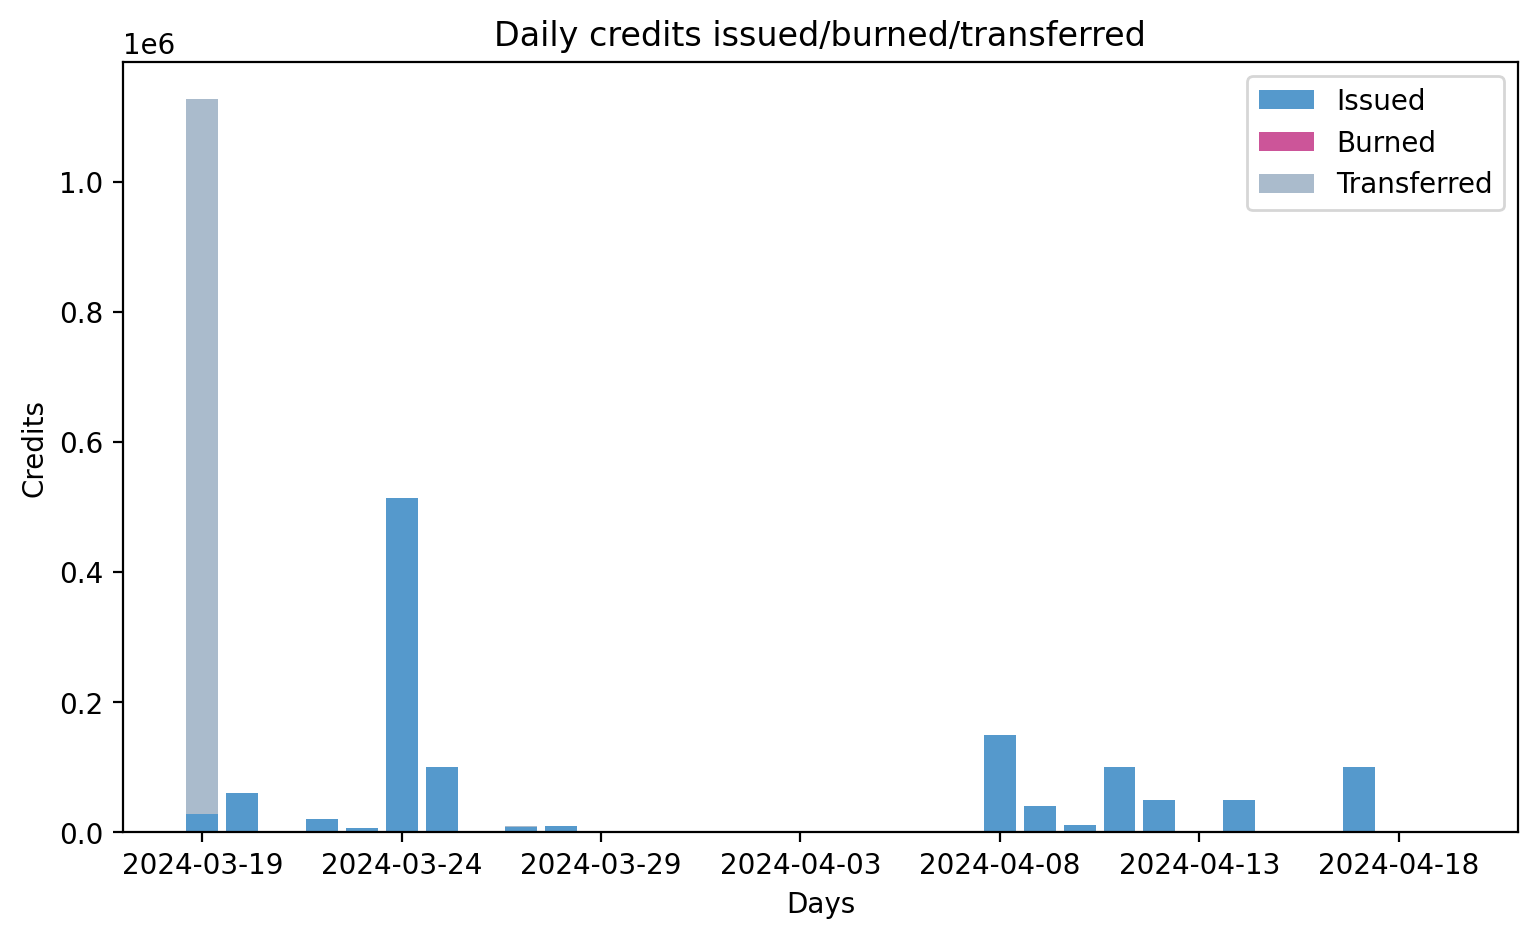 Daily credits issued/burned/transferred
1e6
Issued
Burned
Transferred
Credits
1.0
0.8
0.6
0.4
0.2
0.0
2024-03-19 2024-03-24 2024-03-29 2024-04-03 2024-04-08 2024-04-13 2024-04-18
Days